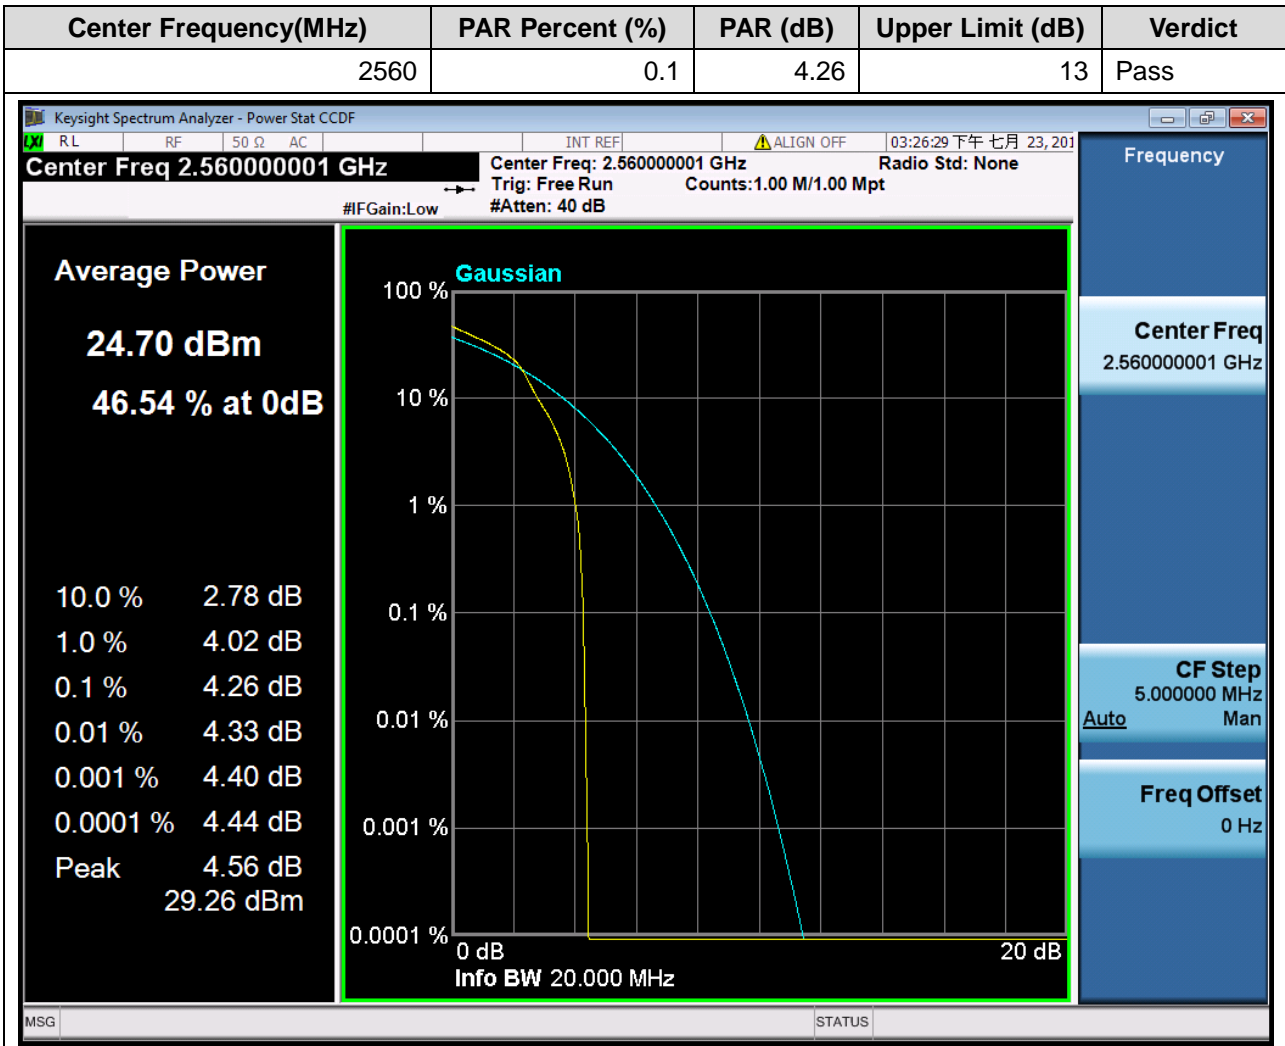 Center Frequency(MHz) PAR Percent (%) PAR (dB) Upper Limit (dB) Verdict
2560 0.1 4.26 13 Pass
Keysight Spectrum Analyzer - Power Stat CCDF
LXI RL RF 50 Ω AC INT REF ALIGN OFF 03:26:29 下午 七月 23, 201
Center Freq 2.560000001 GHz
Center Freq: 2.560000001 GHz Radio Std: None
Trig: Free Run Counts:1.00 M/1.00 Mpt
#IFGain:Low #Atten: 40 dB
Frequency
Average Power
24.70 dBm
46.54 % at 0dB
10.0 % 2.78 dB
1.0 % 4.02 dB
0.1 % 4.26 dB
0.01 % 4.33 dB
0.001 % 4.40 dB
0.0001 % 4.44 dB
Peak 4.56 dB
29.26 dBm
Gaussian
100 %
10 %
1 %
0.1 %
0.01 %
0.001 %
0.0001 %
0 dB 20 dB
Info BW 20.000 MHz
Center Freq
2.560000001 GHz
CF Step
5.000000 MHz
Auto Man
Freq Offset
0 Hz
MSG STATUS